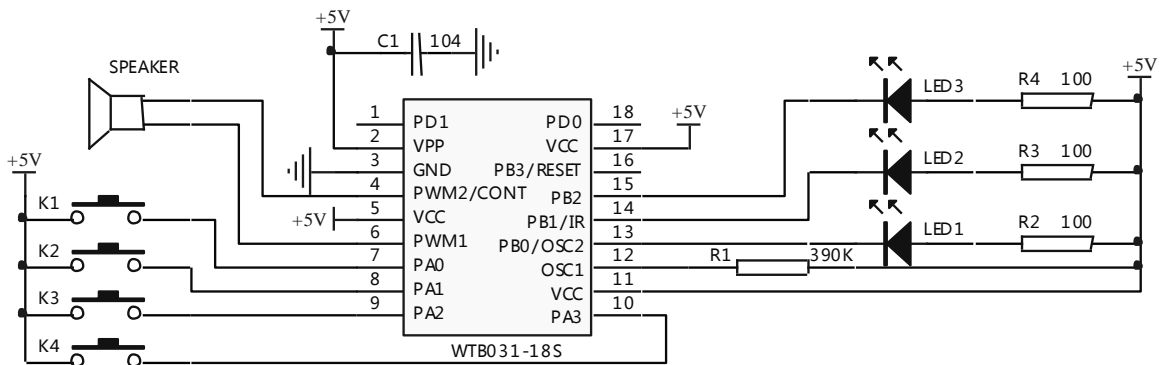 +5V
C1 104
SPEAKER
+5V
LED3 R4 100
1 PD1 PD0 18
+5V
2 VPP VCC 17
LED2 R3 100
3 GND PB3/RESET 16
+5V
4 PWM2/CONT PB2 15
K1
+5V 5 VCC PB1/IR 14
LED1 R2 100
6 PWM1 PB0/OSC2 13
K2
7 PA0 OSC1 12 R1 390K
8 PA1 VCC 11
K3
9 PA2 PA3 10
K4
WTB031-18S